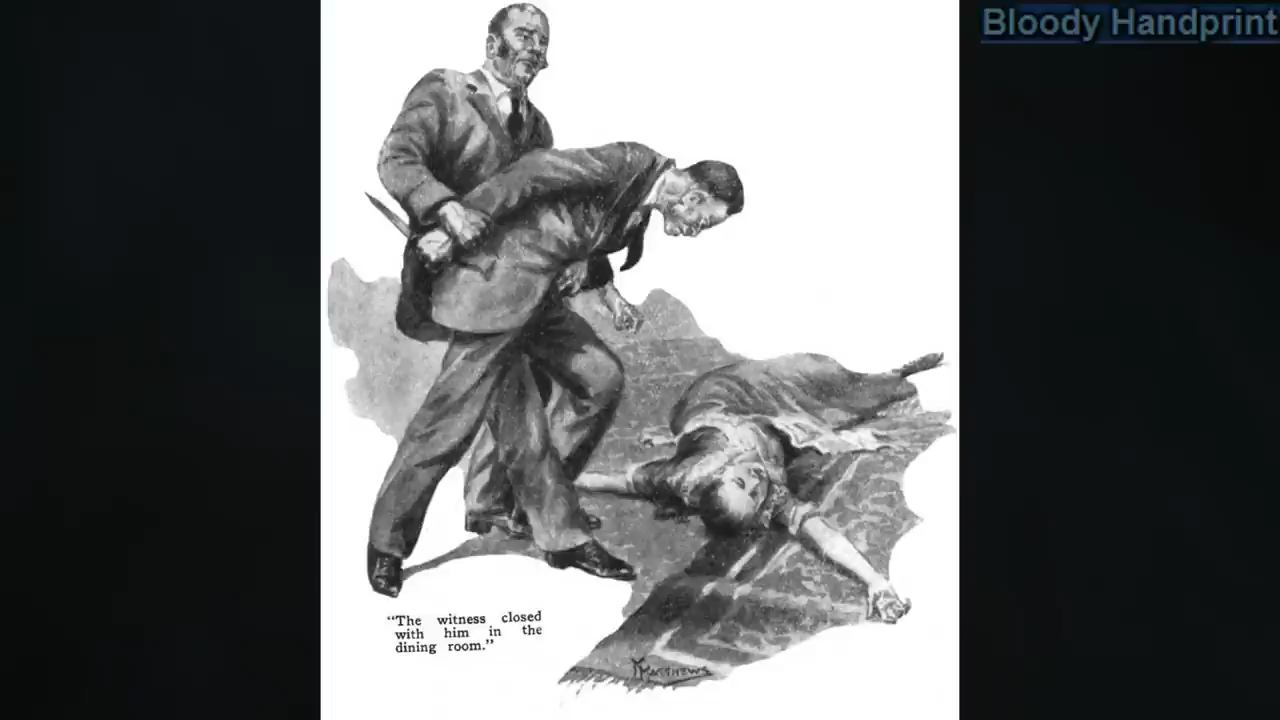 Bloody Handprint
"The witness closed
with him in the
dining room."
MATTHEWS